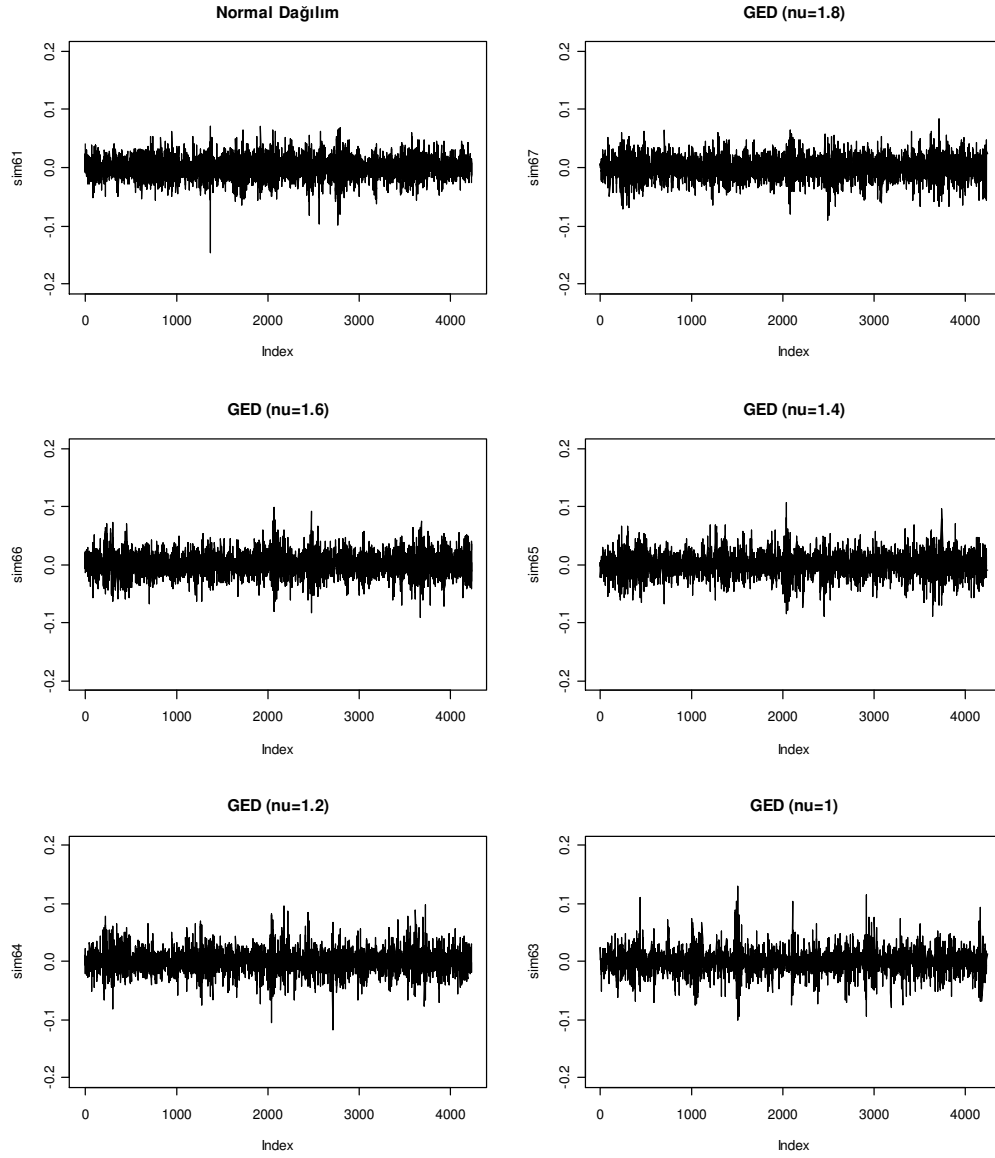 Normal Dağılım
0.2
0.1
0.0
-0.1
-0.2
sim61
0 1000 2000 3000 4000
Index
GED (nu=1.8)
0.2
0.1
0.0
-0.1
-0.2
sim67
0 1000 2000 3000 4000
Index
GED (nu=1.6)
0.2
0.1
0.0
-0.1
-0.2
sim66
0 1000 2000 3000 4000
Index
GED (nu=1.4)
0.2
0.1
0.0
-0.1
-0.2
sim65
0 1000 2000 3000 4000
Index
GED (nu=1.2)
0.2
0.1
0.0
-0.1
-0.2
sim64
0 1000 2000 3000 4000
Index
GED (nu=1)
0.2
0.1
0.0
-0.1
-0.2
sim63
0 1000 2000 3000 4000
Index